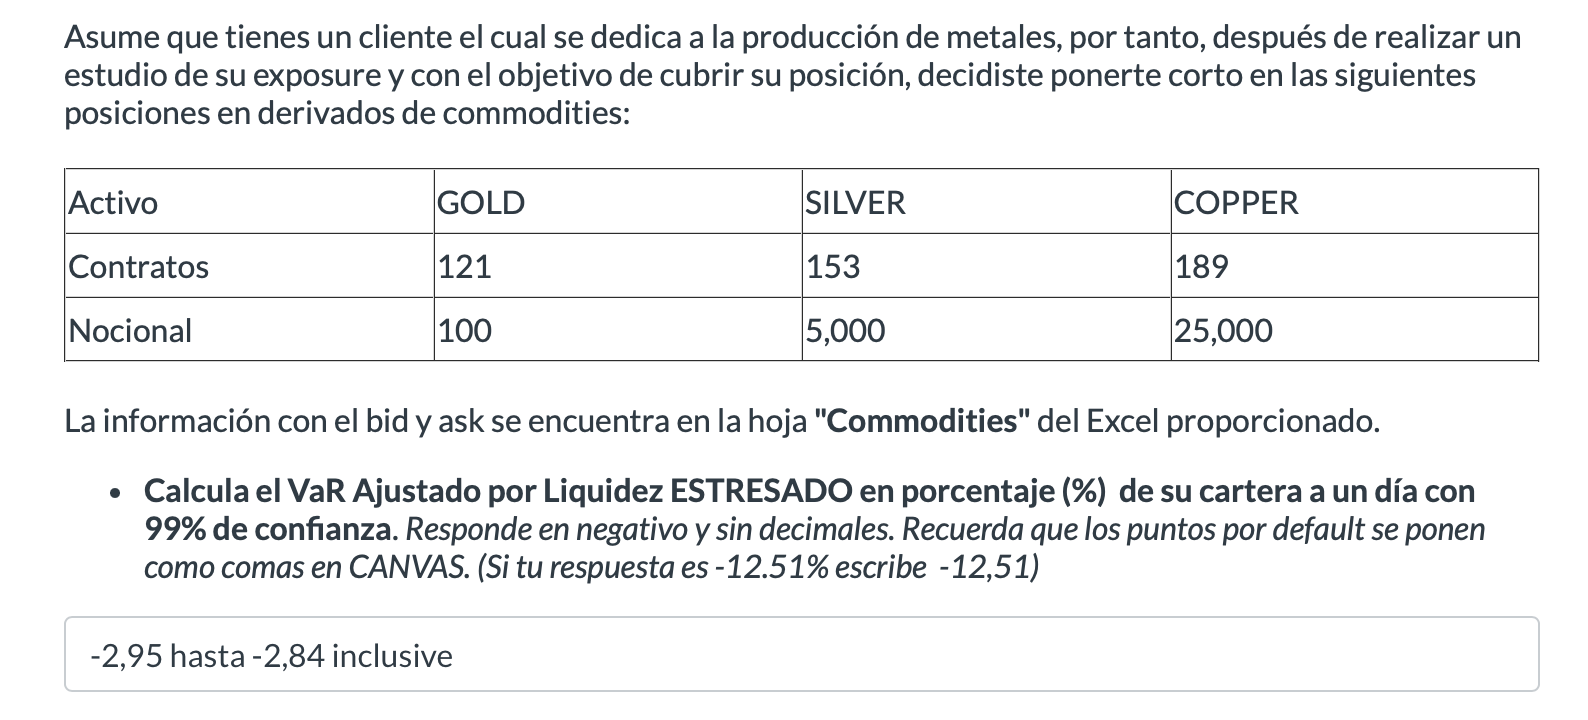 Asume que tienes un cliente el cual se dedica a la producción de metales, por tanto, después de realizar un
estudio de su exposure y con el objetivo de cubrir su posición, decidiste ponerte corto en las siguientes
posiciones en derivados de commodities:
Activo GOLD SILVER COPPER
Contratos 121 153 189
Nocional 100 5,000 25,000
La información con el bid y ask se encuentra en la hoja "Commodities" del Excel proporcionado.
• Calcula el VaR Ajustado por Liquidez ESTRESADO en porcentaje (%) de su cartera a un día con
99% de confianza. Responde en negativo y sin decimales. Recuerda que los puntos por default se ponen
como comas en CANVAS. (Si tu respuesta es -12.51% escribe -12,51)
-2,95 hasta -2,84 inclusive